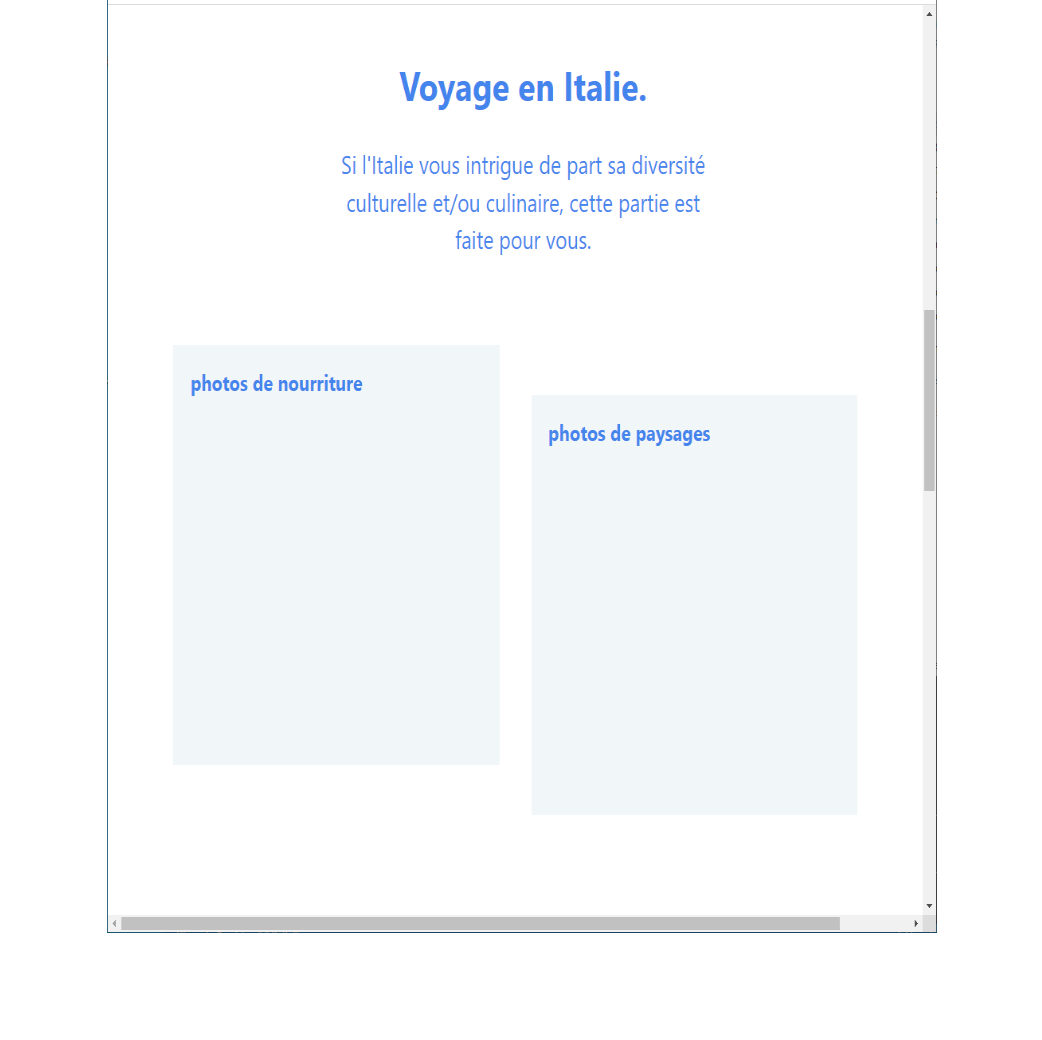 Voyage en Italie.
Si l'Italie vous intrigue de part sa diversité
culturelle et/ou culinaire, cette partie est
faite pour vous.
photos de nourriture
photos de paysages